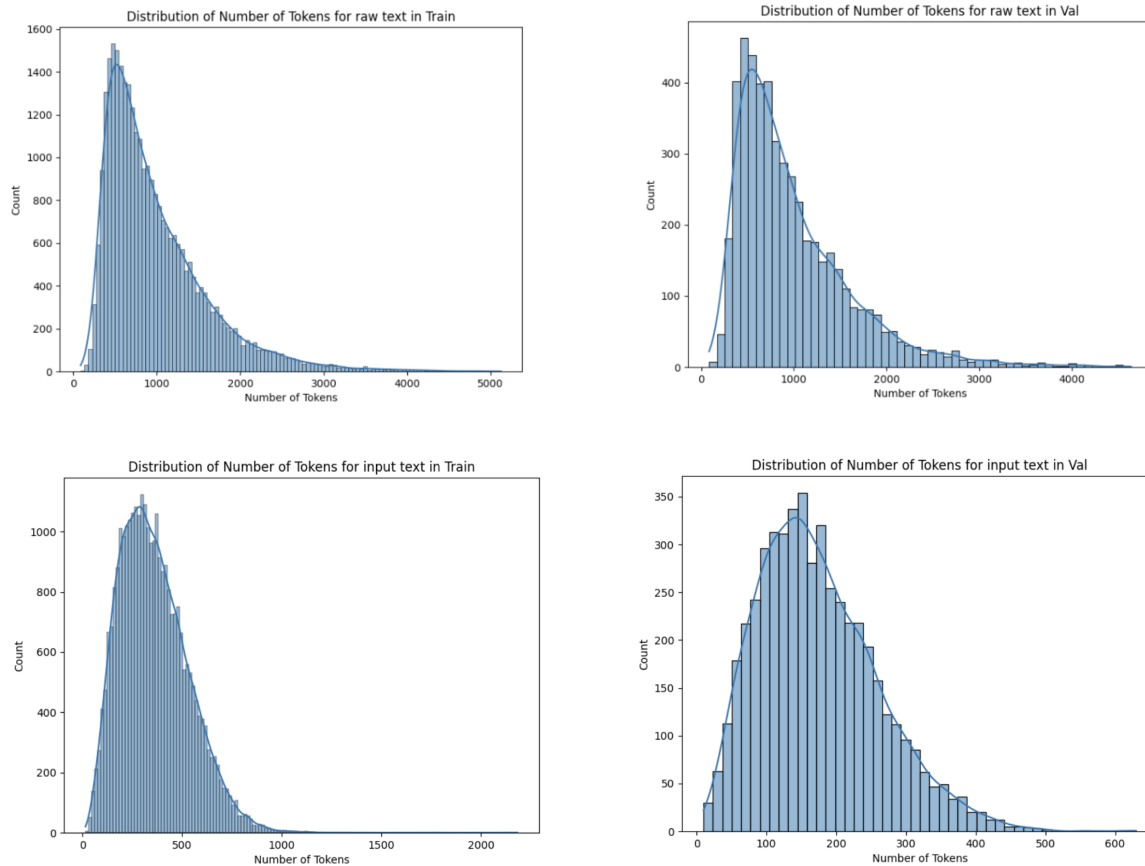 Distribution of Number of Tokens for raw text in Train
1600
1400
1200
1000
800
600
400
200
0
Count
0 1000 2000 3000 4000 5000
Number of Tokens
Distribution of Number of Tokens for raw text in Val
400
300
200
100
0
Count
0 1000 2000 3000 4000
Number of Tokens
Distribution of Number of Tokens for input text in Train
1000
800
600
400
200
0
Count
0 500 1000 1500 2000
Number of Tokens
Distribution of Number of Tokens for input text in Val
350
300
250
200
150
100
50
0
Count
0 100 200 300 400 500 600
Number of Tokens